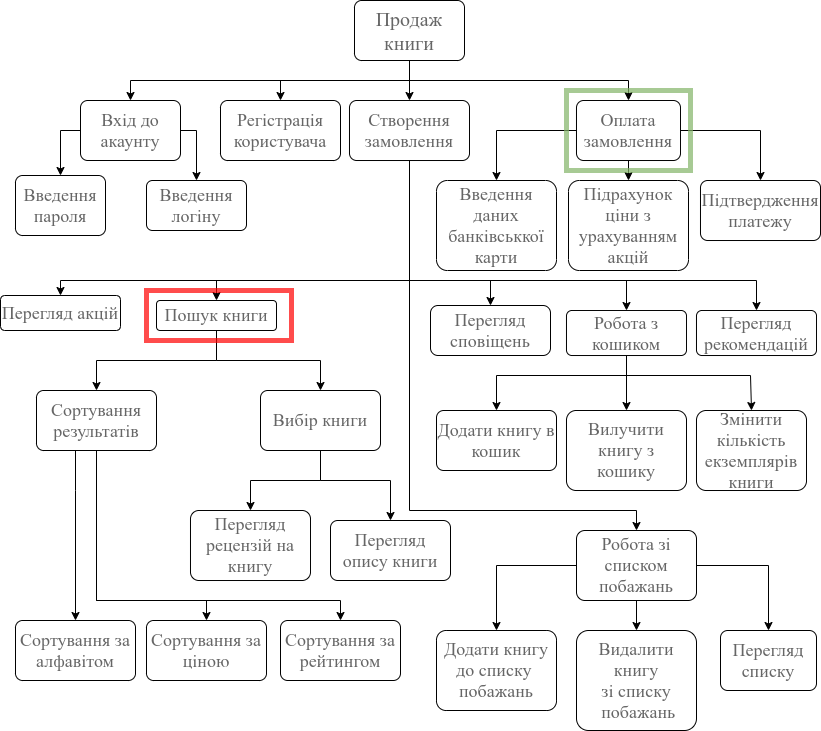 Продаж
книги
Вхід до
акаунту
Регістрація
користувача
Створення
замовлення
Оплата
замовлення
Введення
пароля
Введення
логіну
Введення
даних
банківськкої
карти
Підрахунок
ціни з
урахуванням
акцій
Підтвердження
платежу
Перегляд акцій
Пошук книги
Перегляд
сповіщень
Робота з
кошиком
Перегляд
рекомендацій
Сортування
результатів
Вибір книги
Додати книгу в
кошик
Вилучити
книгу з
кошику
Змінити
кількість
екземплярів
книги
Перегляд
рецензій на
книгу
Перегляд
опису книги
Робота зі
списком
побажань
Сортування за
алфавітом
Сортування за
ціною
Сортування за
рейтингом
Додати книгу
до списку
побажань
Видалити
книгу
зі списку
побажань
Перегляд
списку